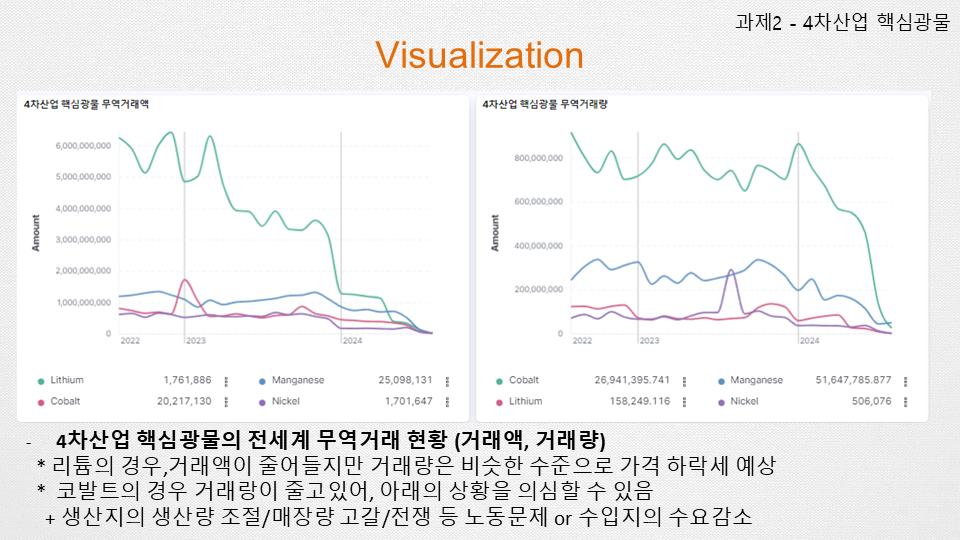 과제2 - 4차산업 핵심광물
Visualization
4차산업 핵심광물 무역거래액
6,000,000,000
5,000,000,000
4,000,000,000
3,000,000,000
2,000,000,000
1,000,000,000
0
Amount
2022
2023
2024
Lithium 1,761,886
Manganese 25,098,131
Cobalt 20,217,130
Nickel 1,701,647
4차산업 핵심광물 무역거래량
800,000,000
600,000,000
400,000,000
200,000,000
0
Amount
2022
2023
2024
Cobalt 26,941,395.741
Manganese 51,647,785.877
Lithium 158,249.116
Nickel 506,076
- 4차산업 핵심광물의 전세계 무역거래 현황 (거래액, 거래량)
* 리튬의 경우,거래액이 줄어들지만 거래량은 비슷한 수준으로 가격 하락세 예상
* 코발트의 경우 거래랑이 줄고있어, 아래의 상황을 의심할 수 있음
+ 생산지의 생산량 조절/매장량 고갈/전쟁 등 노동문제 or 수입지의 수요감소